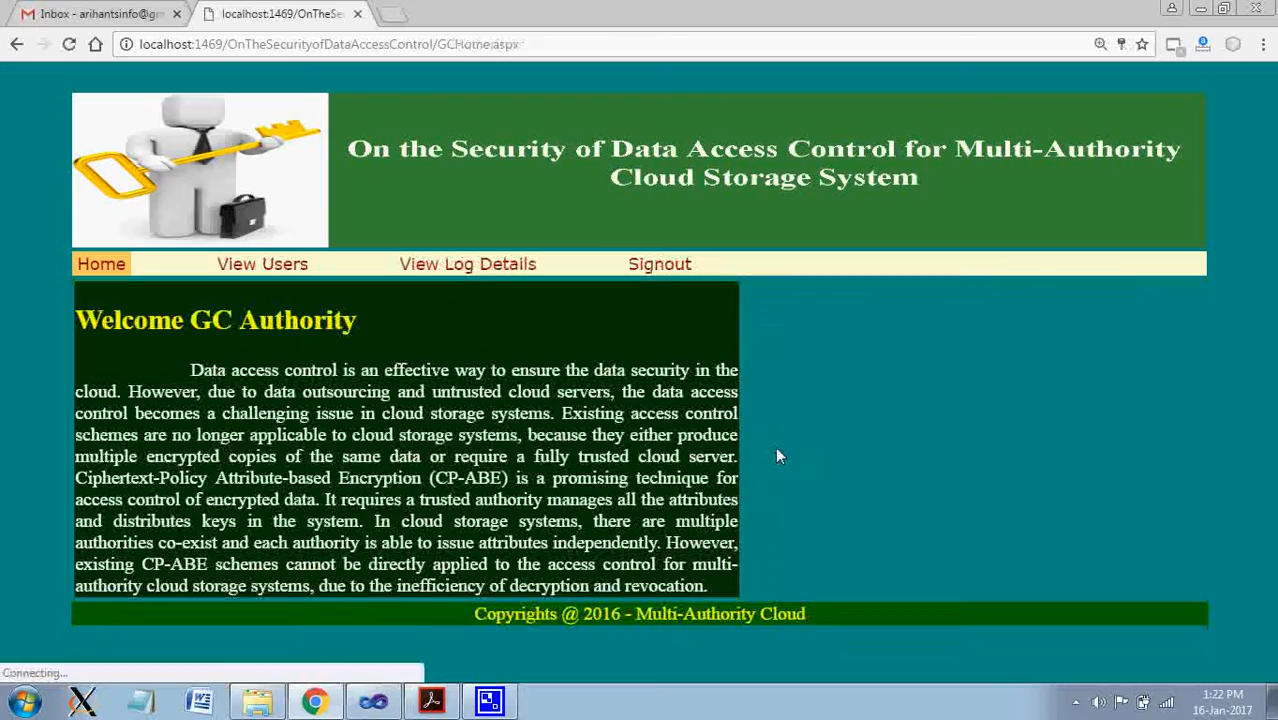 Inbox - arihantsinfo@gm
localhost:1469/OnTheSe
localhost:1469/OnTheSecurityofDataAccessControl/GCHome.aspx
On the Security of Data Access Control for Multi-Authority
Cloud Storage System
Home View Users View Log Details Signout
Welcome GC Authority
Data access control is an effective way to ensure the data security in the
cloud. However, due to data outsourcing and untrusted cloud servers, the data access
control becomes a challenging issue in cloud storage systems. Existing access control
schemes are no longer applicable to cloud storage systems, because they either produce
multiple encrypted copies of the same data or require a fully trusted cloud server.
Ciphertext-Policy Attribute-based Encryption (CP-ABE) is a promising technique for
access control of encrypted data. It requires a trusted authority manages all the attributes
and distributes keys in the system. In cloud storage systems, there are multiple
authorities co-exist and each authority is able to issue attributes independently. However,
existing CP-ABE schemes cannot be directly applied to the access control for multi-
authority cloud storage systems, due to the inefficiency of decryption and revocation.
Copyrights @ 2016 - Multi-Authority Cloud
Connecting...
1:22 PM
16-Jan-2017